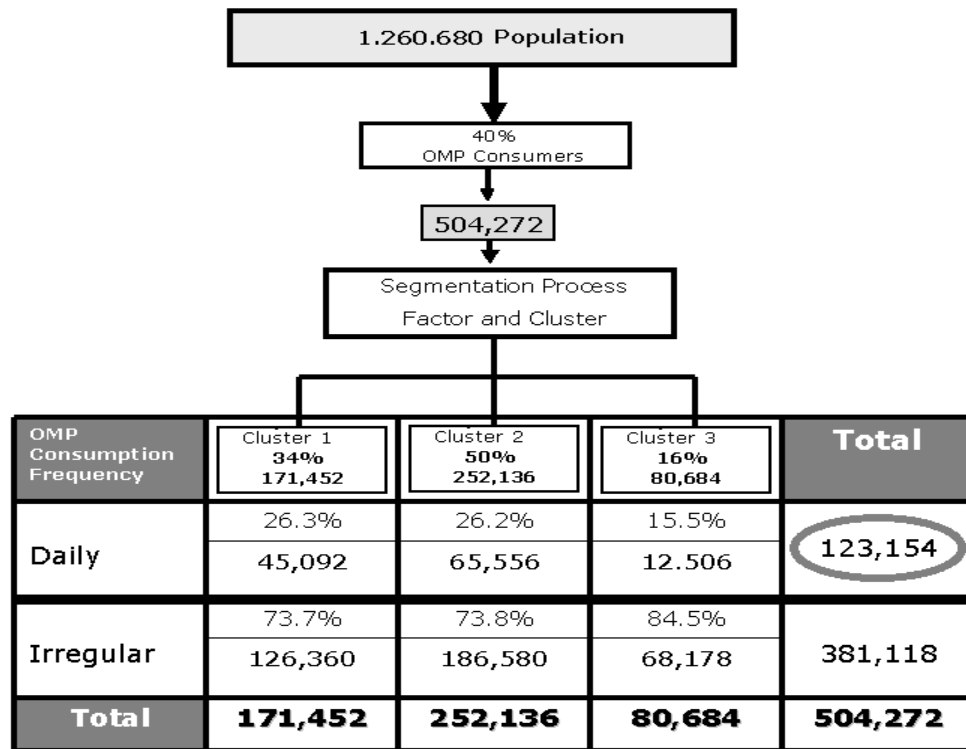 1.260.680 Population
40%
OMP Consumers
504,272
Segmentation Process
Factor and Cluster
OMP
Consumption
Frequency
Cluster 1
34%
171,452
Cluster 2
50%
252,136
Cluster 3
16%
80,684
Total
Daily
26.3%
26.2%
15.5%
45,092
65,556
12.506
123,154
Irregular
73.7%
73.8%
84.5%
126,360
186,580
68,178
381,118
Total
171,452
252,136
80,684
504,272